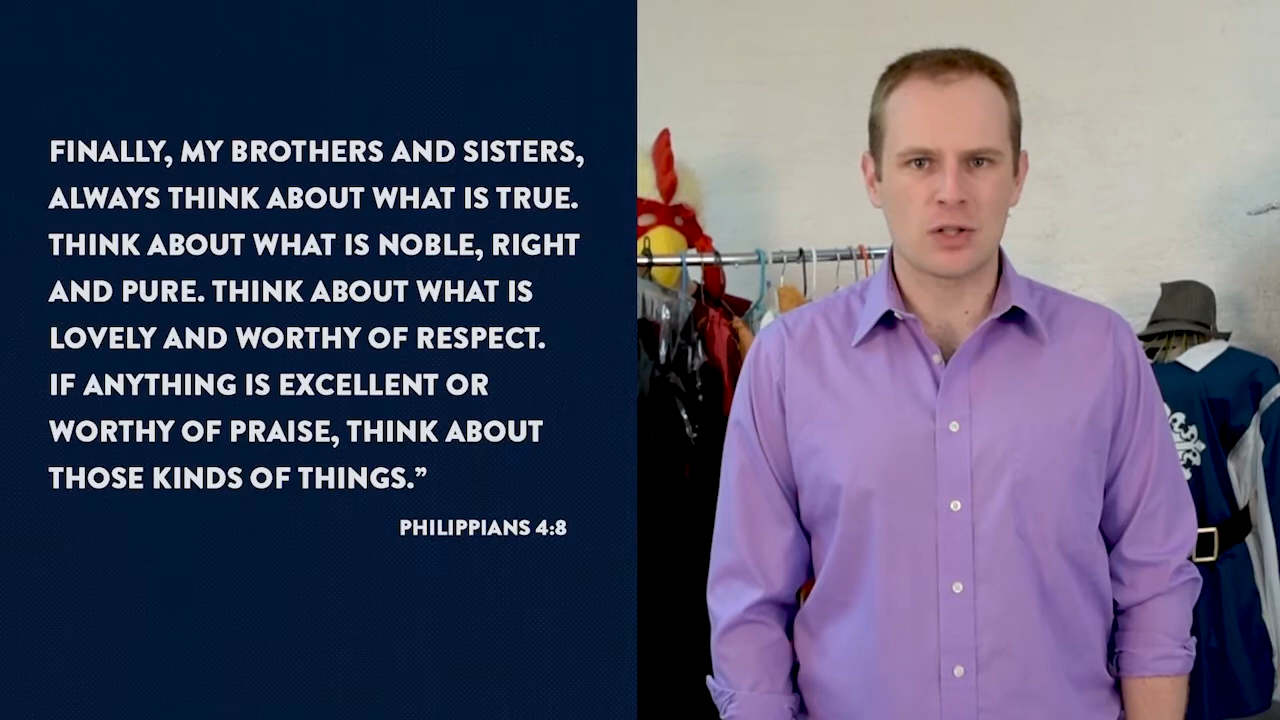 FINALLY, MY BROTHERS AND SISTERS,
ALWAYS THINK ABOUT WHAT IS TRUE.
THINK ABOUT WHAT IS NOBLE, RIGHT
AND PURE. THINK ABOUT WHAT IS
LOVELY AND WORTHY OF RESPECT.
IF ANYTHING IS EXCELLENT OR
WORTHY OF PRAISE, THINK ABOUT
THOSE KINDS OF THINGS.”
PHILIPPIANS 4:8